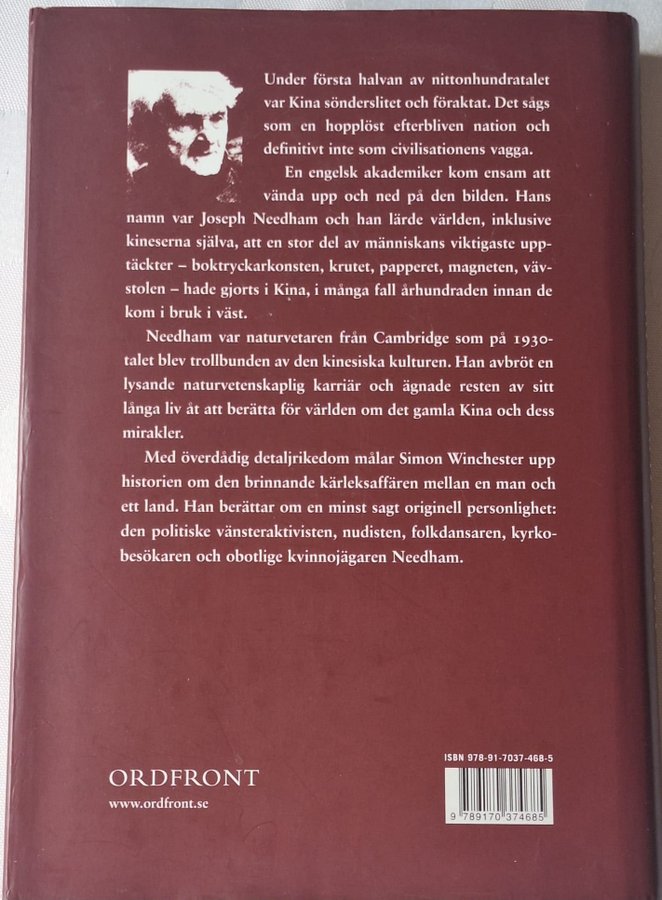 Under första halvan av nittonhundratalet
var Kina sönderslitet och föraktat. Det sågs
som en hopplöst efterbliven nation och
definitivt inte som civilisationens vagga.
En engelsk akademiker kom ensam att
vända upp och ned på den bilden. Hans
namn var Joseph Needham och han lärde världen, inklusive
kineserna själva, att en stor del av människans viktigaste upp-
täckter – boktryckarkonsten, krutet, papperet, magneten, väv-
stolen – hade gjorts i Kina, i många fall århundraden innan de
kom i bruk i väst.
Needham var naturvetaren från Cambridge som på 1930-
talet blev trollbunden av den kinesiska kulturen. Han avbröt en
lysande naturvetenskaplig karriär och ägnade resten av sitt
långa liv åt att berätta för världen om det gamla Kina och dess
mirakler.
Med överdådig detaljrikedom målar Simon Winchester upp
historien om den brinnande kärleksaffären mellan en man och
ett land. Han berättar om en minst sagt originell personlighet:
den politiske vänsteraktivisten, nudisten, folkdansaren, kyrko-
besökaren och obotlige kvinnojägaren Needham.
ISBN 978-91-7037-468-5
ORDFRONT
www.ordfront.se
9 789170 374685